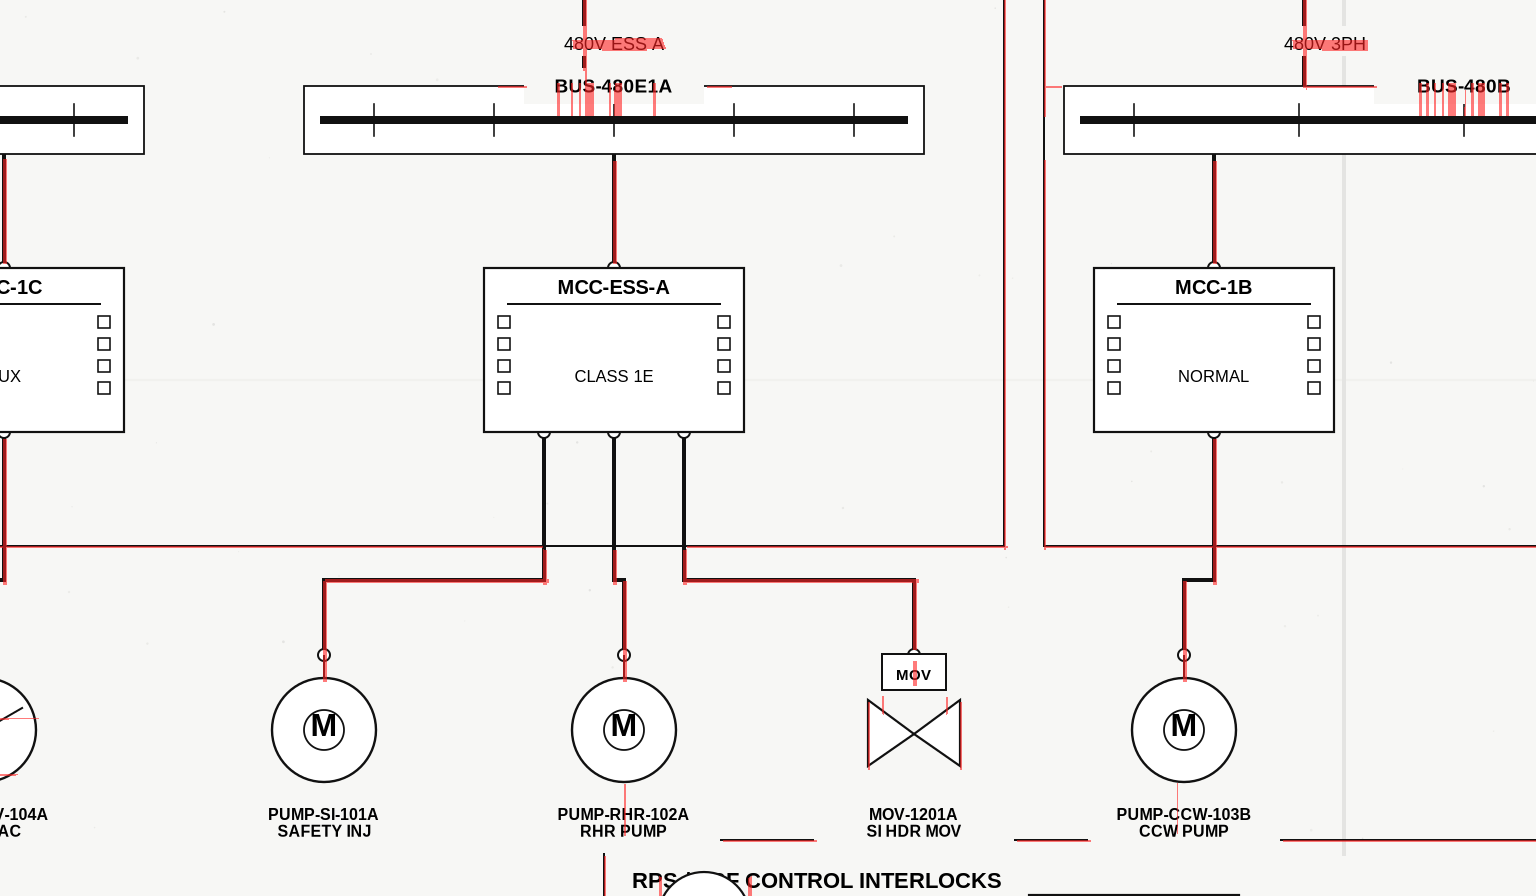 480V ESS A
480V 3PH
BUS-480E1A
BUS-480B
C-1C
MCC-ESS-A
MCC-1B
UX
CLASS 1E
NORMAL
MOV
M
M
M
V-104A
AC
PUMP-SI-101A
SAFETY INJ
PUMP-RHR-102A
RHR PUMP
MOV-1201A
SI HDR MOV
PUMP-CCW-103B
CCW PUMP
CONTROL INTERLOCKS